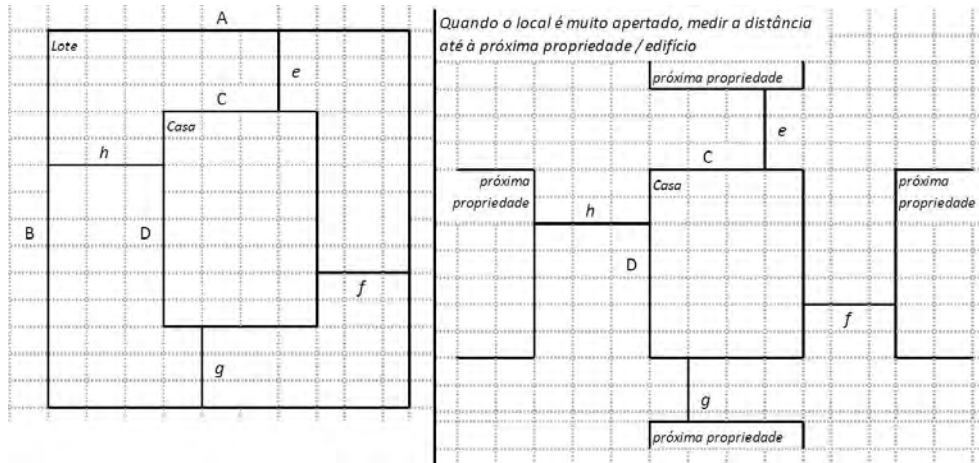 A
Lote
e
C
Casa
h
B
D
f
g
Quando o local é muito apertado, medir a distância
até à próxima propriedade / edifício
próxima propriedade
e
C
próxima
propriedade
Casa
próxima
propriedade
h
D
f
g
próxima propriedade